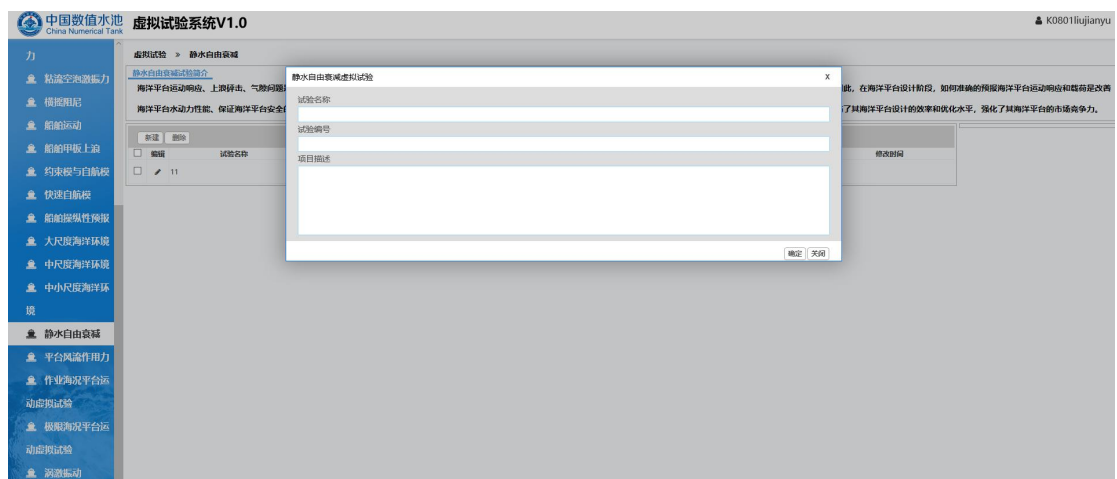 中国数值水池
China Numerical Tank
虚拟试验系统V1.0
K0801liujianyu
力
粘流空泡激振力
横摇阻尼
船舶运动
船舶甲板上浪
约束模与自航模
快速自航模
船舶操纵性预报
大尺度海洋环境
中尺度海洋环境
中小尺度海洋环
境
静水自由衰减
平台风流作用力
作业海况平台运
动虚拟试验
极限海况平台运
动虚拟试验
涡激振动
虚拟试验 » 静水自由衰减
静水自由衰减试验简介
海洋平台运动响应、上浪砰击、气隙问题
此,在海洋平台设计阶段,如何准确的预报海洋平台运动响应和载荷是改善
海洋平台水动力性能、保证海洋平台安全
了其海洋平台设计的效率和优化水平,强化了其海洋平台的市场竞争力。
新建 删除
编辑 试验名称 修改时间
11
静水自由衰减虚拟试验 x
试验名称
试验编号
项目描述
确定 关闭